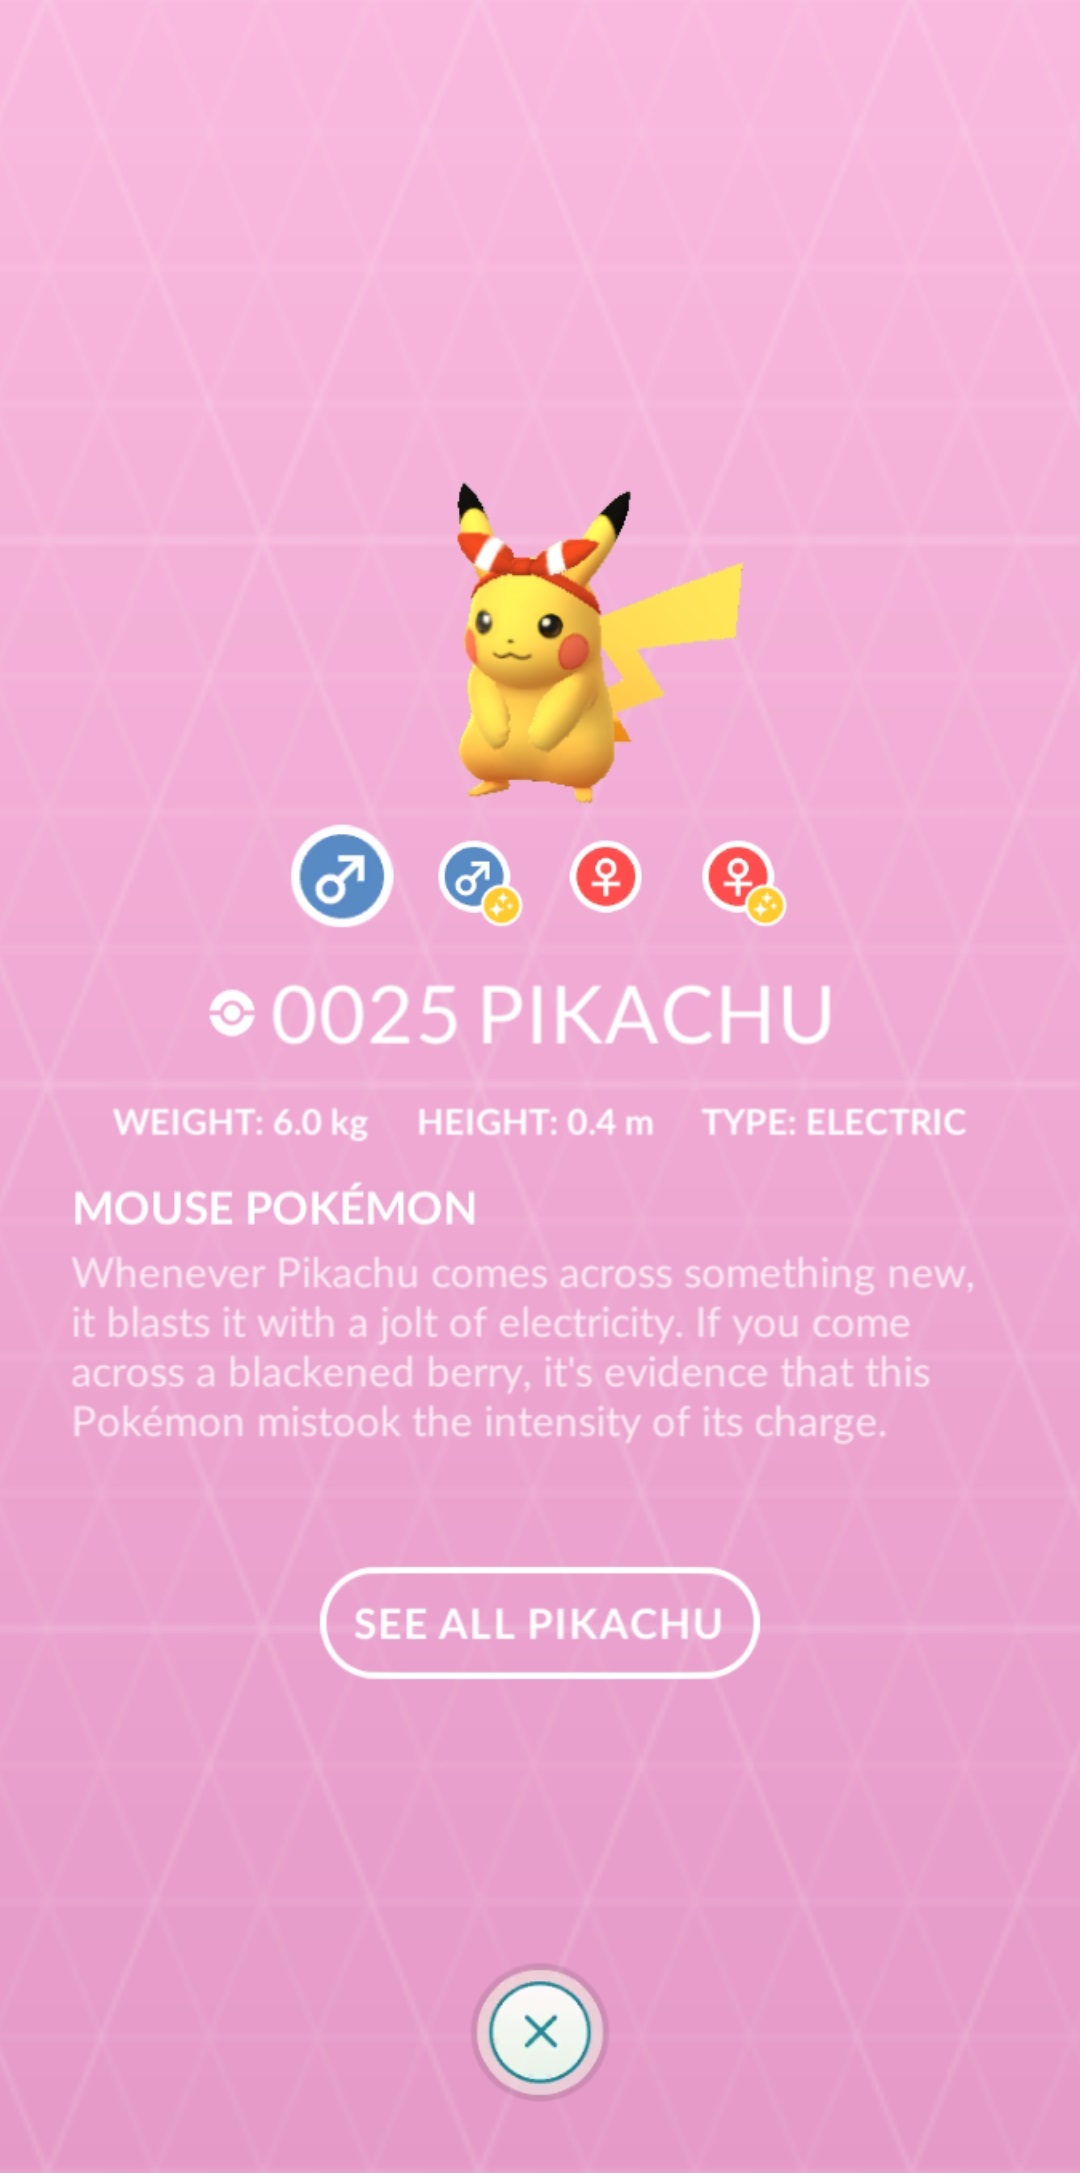 0025 PIKACHU
WEIGHT: 6.0 kg HEIGHT: 0.4 m TYPE: ELECTRIC
MOUSE POKÉMON
Whenever Pikachu comes across something new,
it blasts it with a jolt of electricity. If you come
across a blackened berry, it's evidence that this
Pokémon mistook the intensity of its charge.
SEE ALL PIKACHU